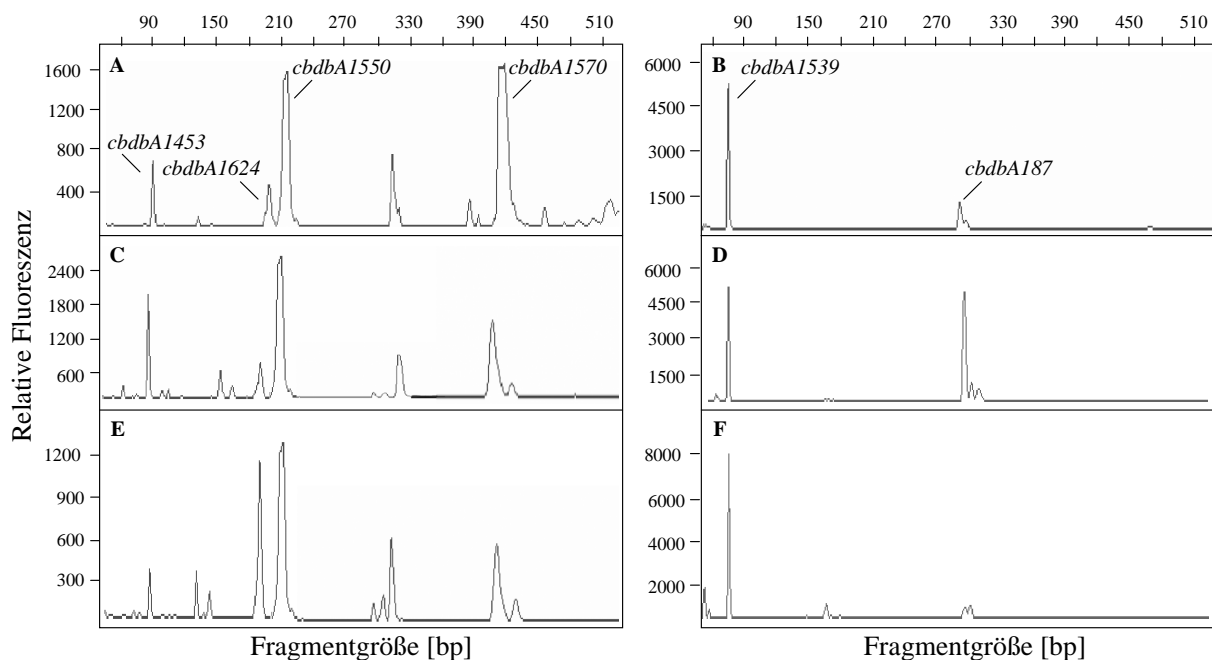 90 150 210 270 330 390 450 510
90 150 210 270 330 390 450 510
Relative Fluoreszenz
A
1600
1200
800
400
cbdbA1453
cbdbA1624
cbdbA1550
cbdbA1570
B
6000
4500
3000
1500
cbdbA1539
cbdbA187
C
2400
1800
1200
600
D
6000
4500
3000
1500
E
1200
900
600
300
F
8000
6000
4000
2000
Fragmentgröße [bp]
Fragmentgröße [bp]